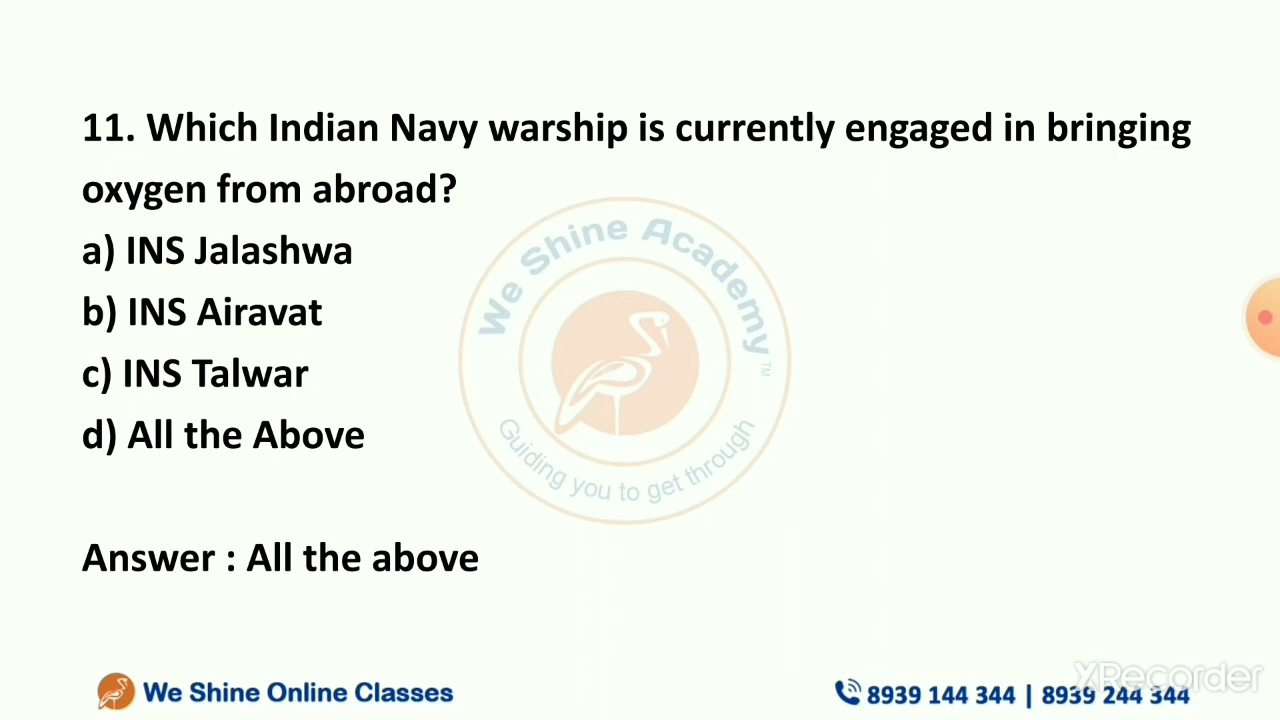 11. Which Indian Navy warship is currently engaged in bringing
oxygen from abroad?
a) INS Jalashwa
b) INS Airavat
c) INS Talwar
d) All the Above
We Shine Academy
TM
Guiding you to get through
Answer : All the above
We Shine Online Classes
8939 144 344 | 8939 244 344
XRecorder